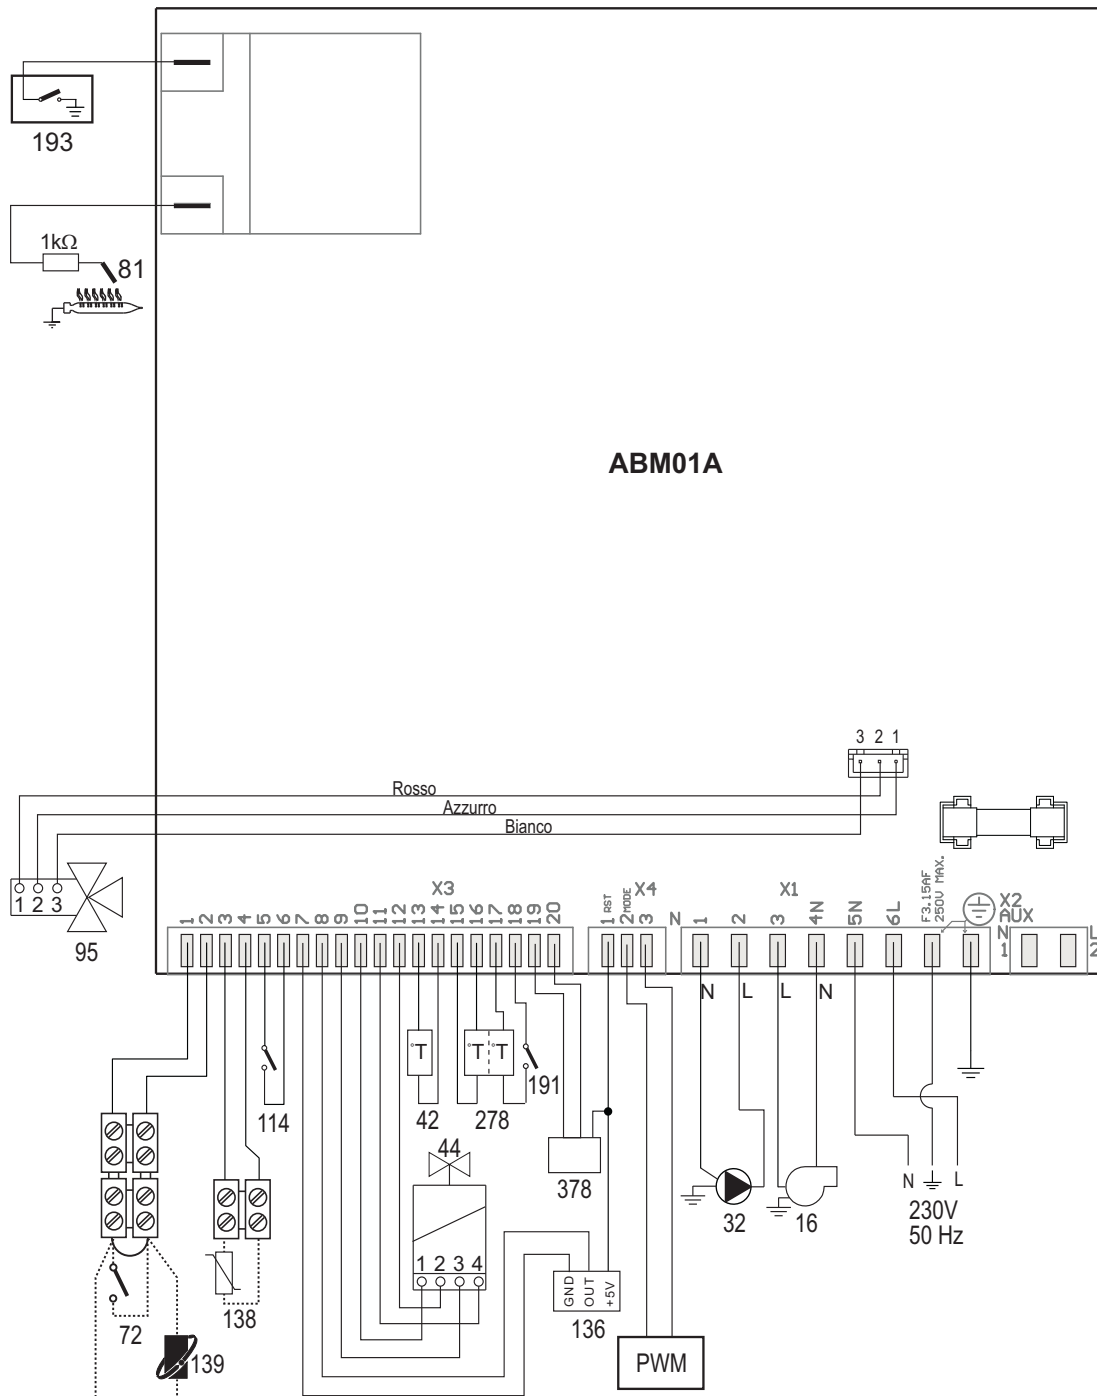 193
1kΩ
81
ABM01A
3 2 1
Rosso
Azzurro
Bianco
1 2 3
95
X3
1 2 3 4 5 6 7 8 9 10 11 12 13 14 15 16 17 18 19 20
X4
1 RST
2 MODE
3
X1
N 1 2 3 4N 5N 6L
F3.15AF
250V MAX.
X2
AUX
N
1
L
2
N L L N
°T
°T °T
114
42
278
191
44
378
32
16
N L
230V
50 Hz
1 2 3 4
GND
OUT
+5V
136
PWM
138
72
139